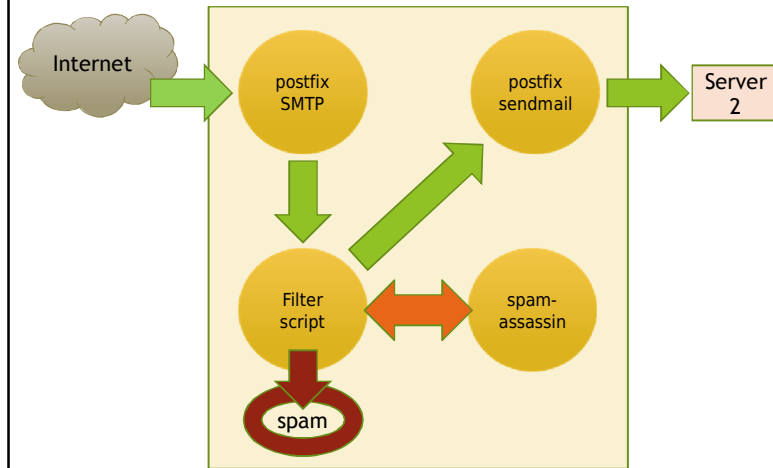 Internet
postfix
SMTP
postfix
sendmail
Server
2
Filter
script
spam-
assassin
spam